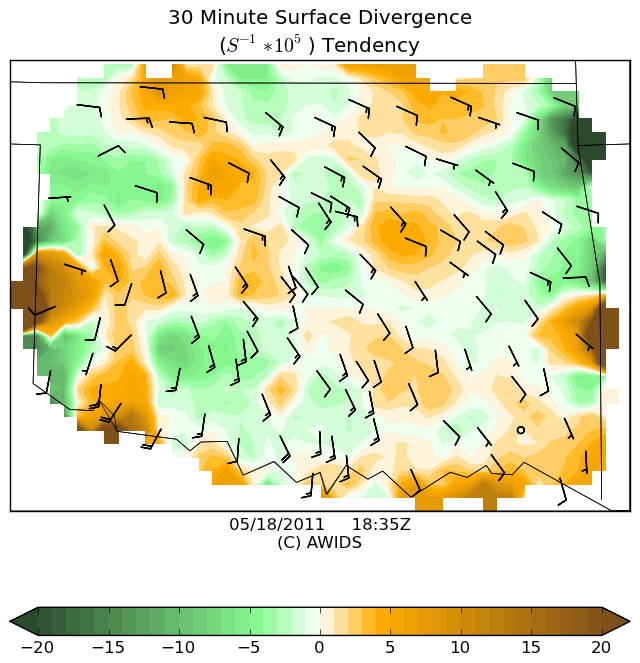 30 Minute Surface Divergence
(S⁻¹ ∗10⁵ ) Tendency
05/18/2011 18:35Z
(C) AWIDS
−20 −15 −10 −5 0 5 10 15 20